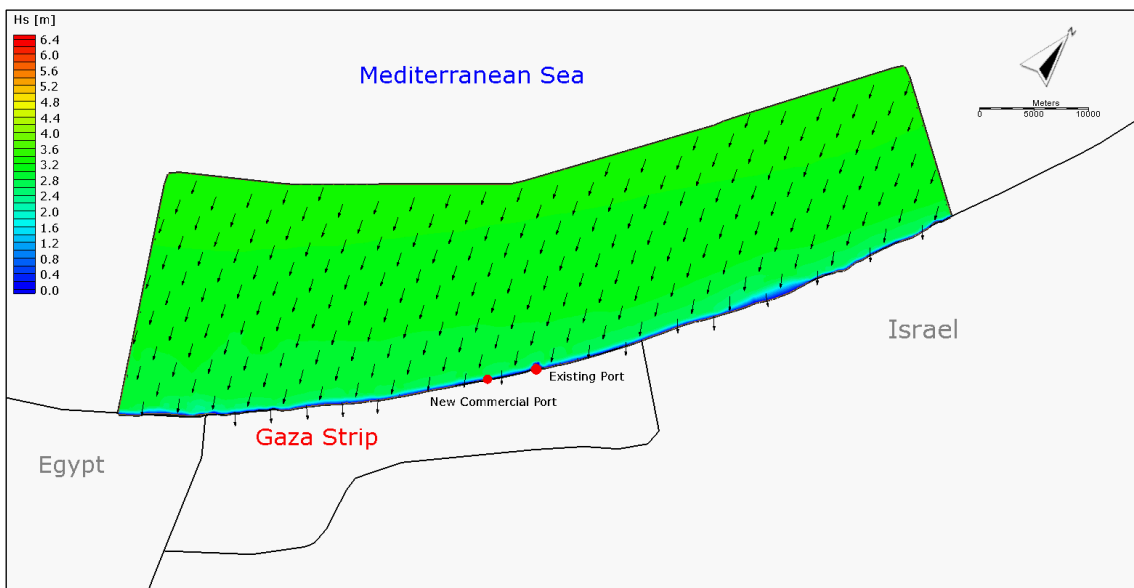 Hs [m]
6.4
6.0
5.6
5.2
4.8
4.4
4.0
3.6
3.2
2.8
2.4
2.0
1.6
1.2
0.8
0.4
0.0
Mediterranean Sea
N
Meters
0 5000 10000
Israel
Existing Port
New Commercial Port
Gaza Strip
Egypt